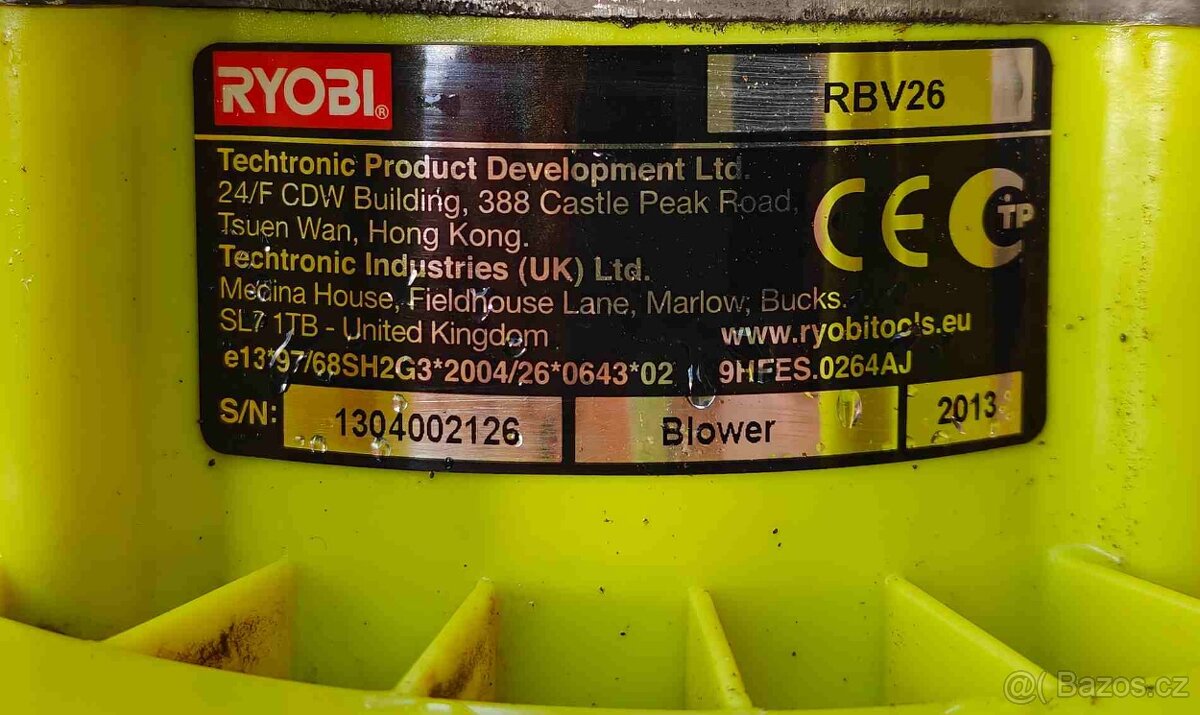 RYOBI®
RBV26
Techtronic Product Development Ltd.
24/F CDW Building, 388 Castle Peak Road,
Tsuen Wan, Hong Kong.
Techtronic Industries (UK) Ltd.
Medina House, Fieldhouse Lane, Marlow, Bucks.
SL7 1TB - United Kingdom
www.ryobitools.eu
e13*97/68SH2G3*2004/26*0643*02 9HFES.0264AJ
CE
C TP
S/N: 1304002126 Blower 2013
@( Bazos.cz